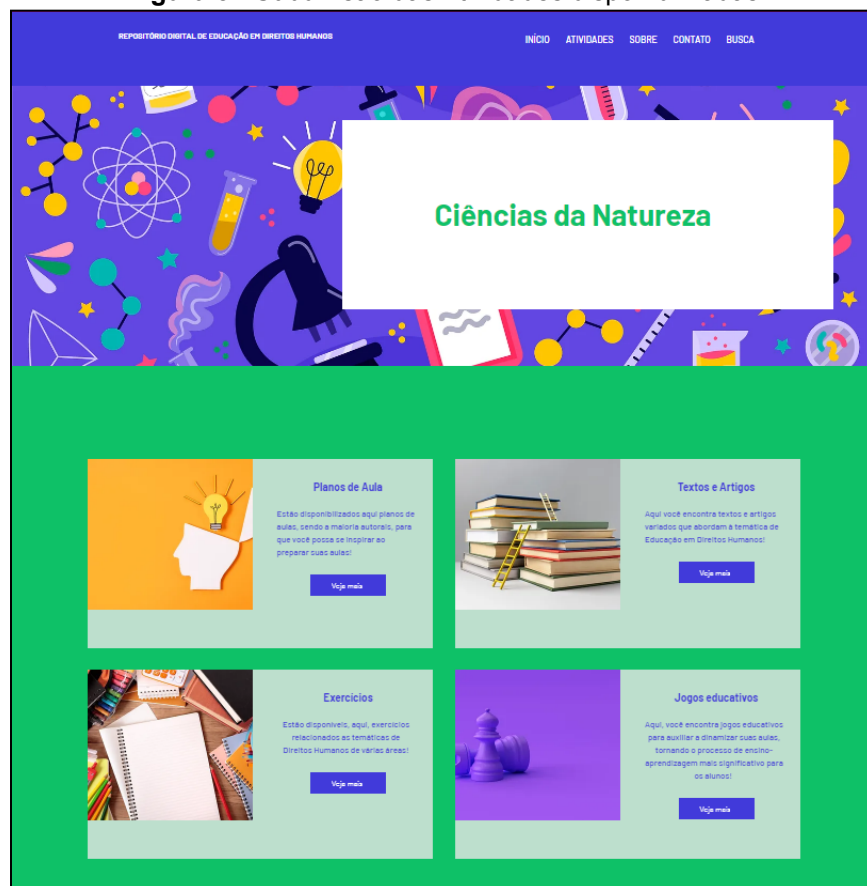 REPOSITÓRIO DIGITAL DE EDUCAÇÃO EM DIREITOS HUMANOS
INÍCIO ATIVIDADES SOBRE CONTATO BUSCA
Ciências da Natureza
Planos de Aula
Estão disponibilizados aqui planos de
aulas, sendo a maioria autorais, para
que você possa se inspirar ao
preparar suas aulas!
Veja mais
Textos e Artigos
Aqui você encontra textos e artigos
variados que abordam à temática de
Educação em Direitos Humanos!
Veja mais
Exercícios
Estão disponíveis, aqui, exercícios
relacionados as temáticas de
Direitos Humanos de várias áreas!
Veja mais
Jogos educativos
Aqui, você encontra jogos educativos
para auxiliar a dinamizar suas aulas,
tornando o processo de ensino-
aprendizagem mais significativo para
os alunos!
Veja mais